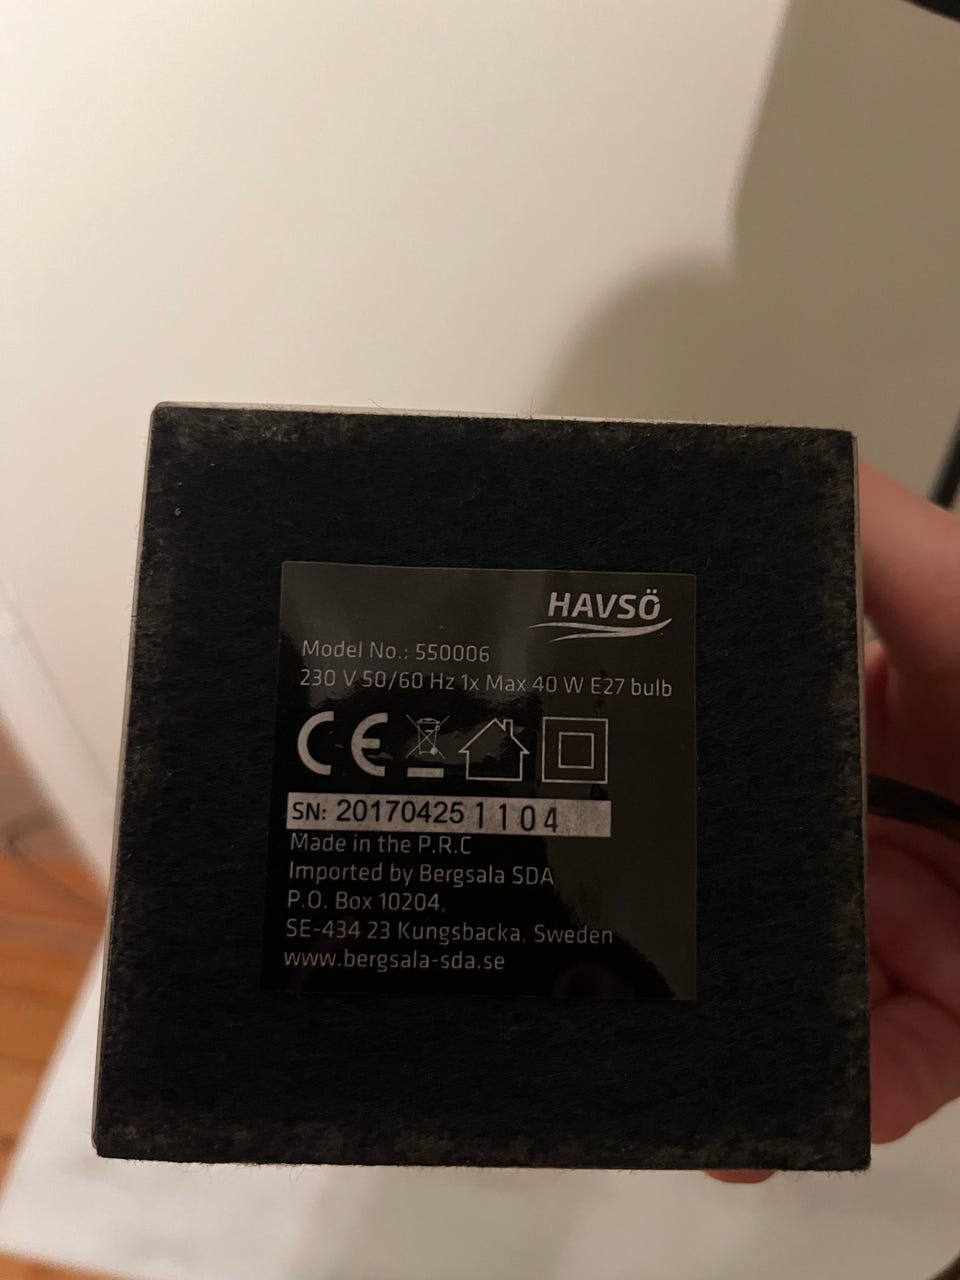 HAVSÖ
Model No.: 550006
230 V 50/60 Hz 1x Max 40 W E27 bulb
CE
SN: 20170425 1104
Made in the P.R.C
Imported by Bergsala SDA
P.O. Box 10204,
SE-434 23 Kungsbacka, Sweden
www.bergsala-sda.se